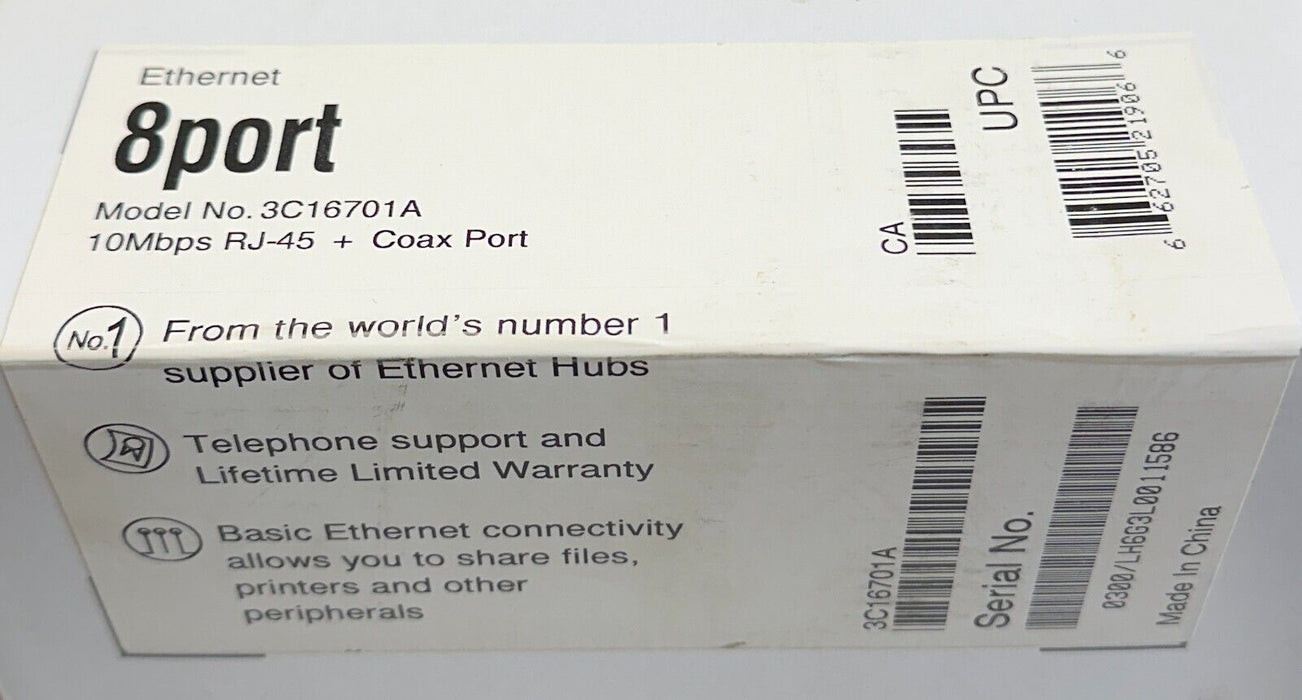 Ethernet
8port
Model No. 3C16701A
10Mbps RJ-45 + Coax Port
No.1
From the world's number 1
supplier of Ethernet Hubs
Telephone support and
Lifetime Limited Warranty
Basic Ethernet connectivity
allows you to share files,
printers and other
peripherals
CA
UPC
6 62705 21906 6
3C16701A
Serial No.
0300/LH6G3L0011586
Made In China